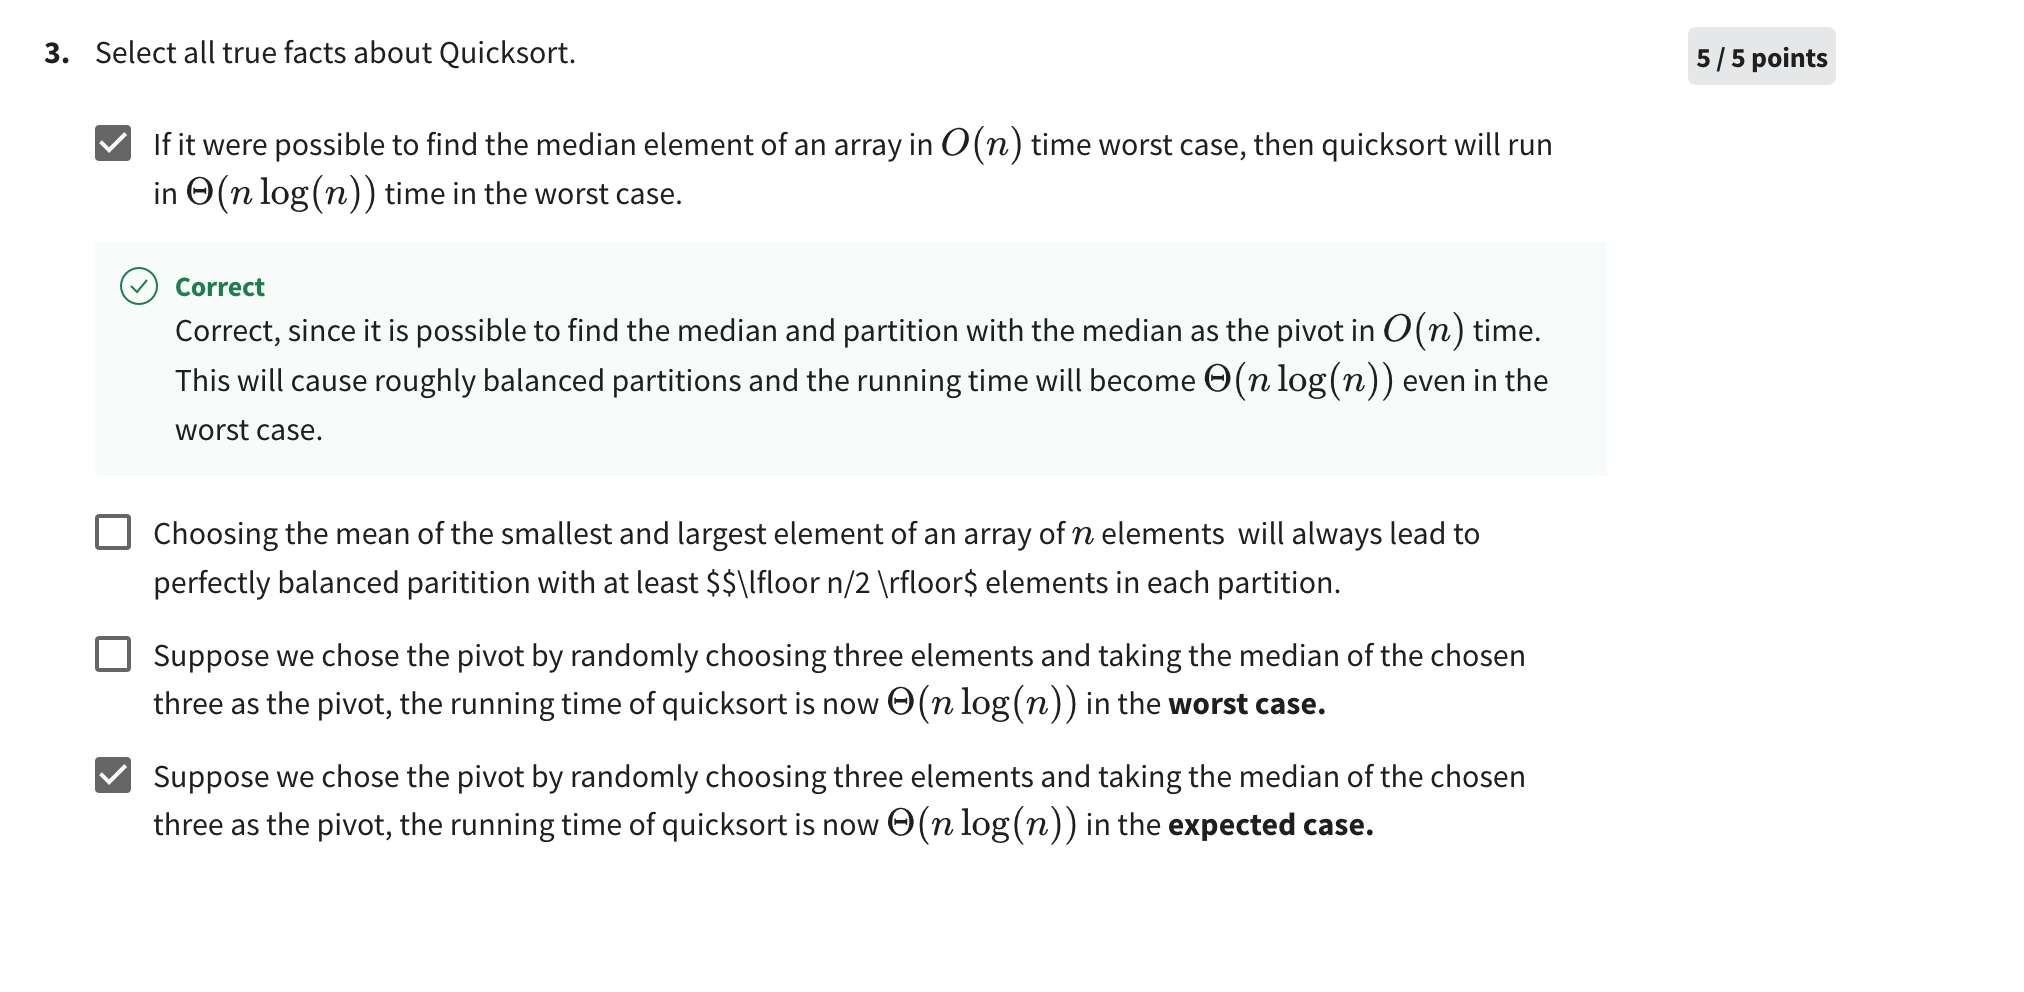 3. Select all true facts about Quicksort.
5 / 5 points
If it were possible to find the median element of an array in O(n) time worst case, then quicksort will run
in Θ(n log(n)) time in the worst case.
Correct
Correct, since it is possible to find the median and partition with the median as the pivot in O(n) time.
This will cause roughly balanced partitions and the running time will become Θ(n log(n)) even in the
worst case.
Choosing the mean of the smallest and largest element of an array of n elements  will always lead to
perfectly balanced paritition with at least $$\lfloor n/2 \rfloor$ elements in each partition.
Suppose we chose the pivot by randomly choosing three elements and taking the median of the chosen
three as the pivot, the running time of quicksort is now Θ(n log(n)) in the worst case.
Suppose we chose the pivot by randomly choosing three elements and taking the median of the chosen
three as the pivot, the running time of quicksort is now Θ(n log(n)) in the expected case.